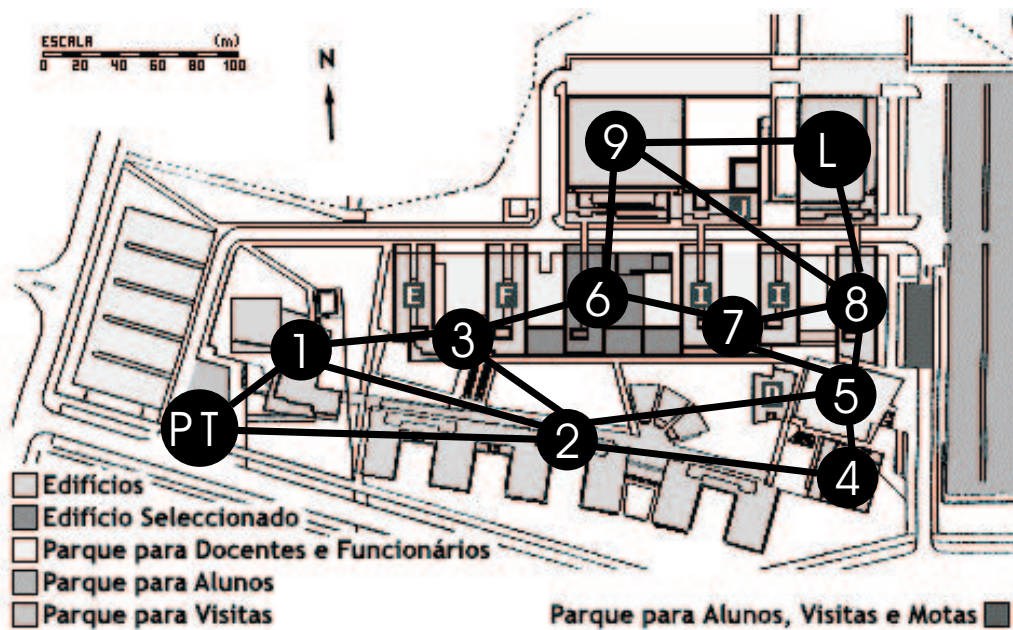 ESCALA (m)
0 20 40 60 80 100
N
9
L
J
E
F
6
I
I
8
1
3
7
PT
2
D
5
4
Edifícios
Edifício Seleccionado
Parque para Docentes e Funcionários
Parque para Alunos
Parque para Visitas
Parque para Alunos, Visitas e Motas